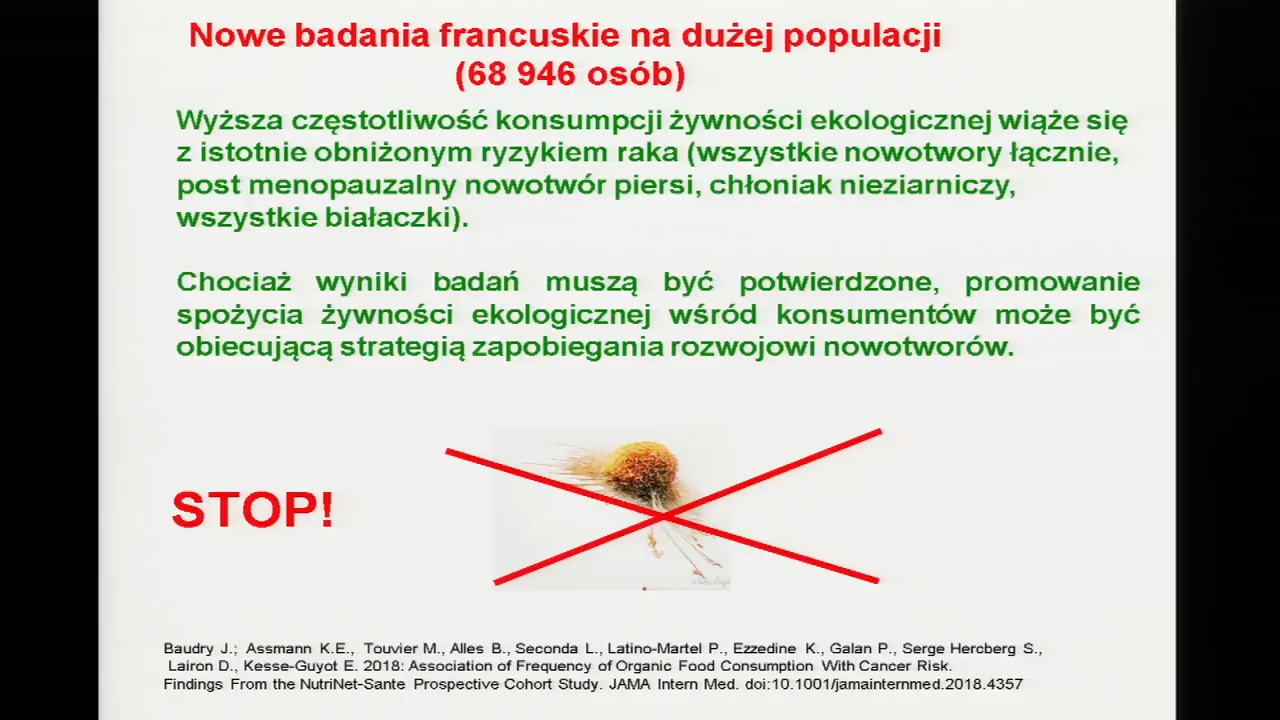 Nowe badania francuskie na dużej populacji
(68 946 osób)
Wyższa częstotliwość konsumpcji żywności ekologicznej wiąże się
z istotnie obniżonym ryzykiem raka (wszystkie nowotwory łącznie,
post menopauzalny nowotwór piersi, chłoniak nieziarniczy,
wszystkie białaczki).
Chociaż wyniki badań muszą być potwierdzone, promowanie
spożycia żywności ekologicznej wśród konsumentów może być
obiecującą strategią zapobiegania rozwojowi nowotworów.
STOP!
Baudry J.; Assmann K.E., Touvier M., Alles B., Seconda L., Latino-Martel P., Ezzedine K., Galan P., Serge Hercberg S.,
Lairon D., Kesse-Guyot E. 2018: Association of Frequency of Organic Food Consumption With Cancer Risk.
Findings From the NutriNet-Sante Prospective Cohort Study. JAMA Intern Med. doi:10.1001/jamainternmed.2018.4357